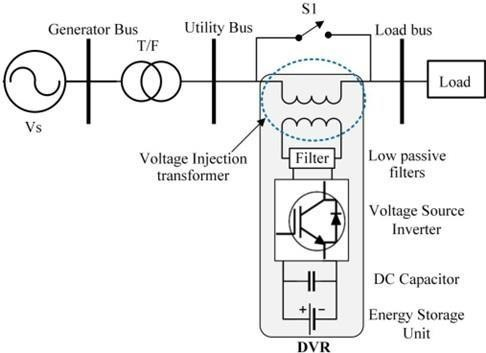 S1
Generator Bus
T/F
Utility Bus
Load bus
Load
Vs
Voltage Injection
transformer
Filter
Low passive
filters
Voltage Source
Inverter
DC Capacitor
+ −
Energy Storage
Unit
DVR